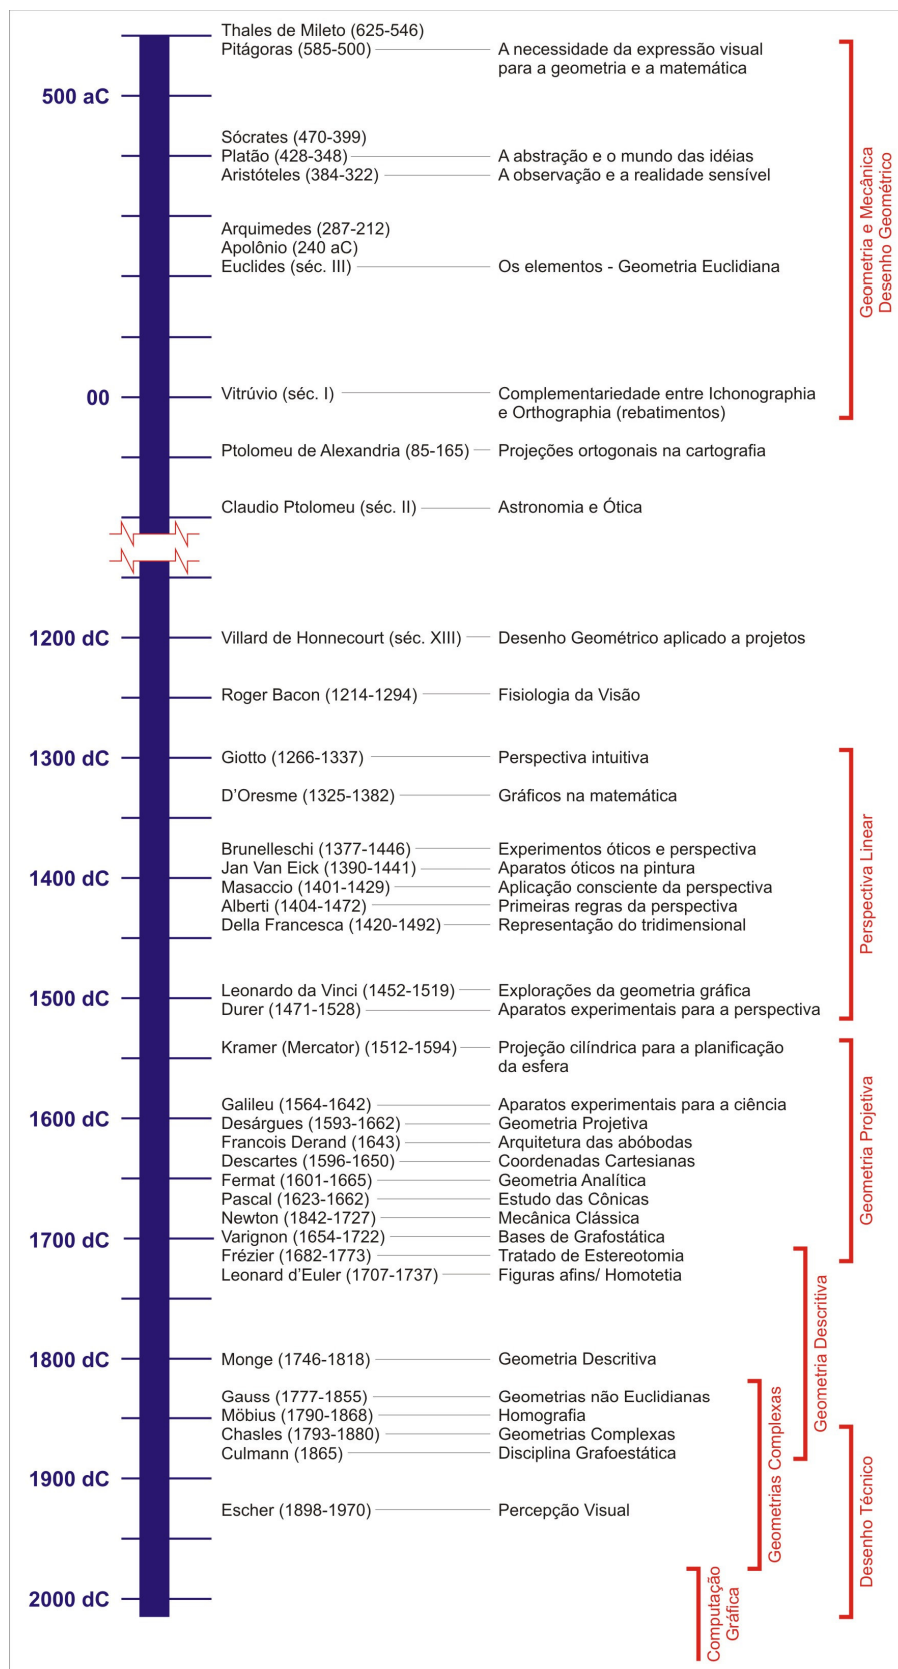 Thales de Mileto (625-546)
Pitágoras (585-500) A necessidade da expressão visual
para a geometria e a matemática
500 aC
Sócrates (470-399)
Platão (428-348) A abstração e o mundo das idéias
Aristóteles (384-322) A observação e a realidade sensível
Arquimedes (287-212)
Apolônio (240 aC)
Euclides (séc. III) Os elementos - Geometria Euclidiana
Geometria e Mecânica
Desenho Geométrico
00 Vitrúvio (séc. I) Complementariedade entre Ichonographia
e Orthographia (rebatimentos)
Ptolomeu de Alexandria (85-165) Projeções ortogonais na cartografia
Claudio Ptolomeu (séc. II) Astronomia e Ótica
1200 dC Villard de Honnecourt (séc. XIII) Desenho Geométrico aplicado a projetos
Roger Bacon (1214-1294) Fisiologia da Visão
1300 dC Giotto (1266-1337) Perspectiva intuitiva
D'Oresme (1325-1382) Gráficos na matemática
Brunelleschi (1377-1446) Experimentos óticos e perspectiva
Jan Van Eick (1390-1441) Aparatos óticos na pintura
1400 dC Masaccio (1401-1429) Aplicação consciente da perspectiva
Alberti (1404-1472) Primeiras regras da perspectiva
Della Francesca (1420-1492) Representação do tridimensional
Perspectiva Linear
Leonardo da Vinci (1452-1519) Explorações da geometria gráfica
1500 dC Durer (1471-1528) Aparatos experimentais para a perspectiva
Kramer (Mercator) (1512-1594) Projeção cilíndrica para a planificação
da esfera
Galileu (1564-1642) Aparatos experimentais para a ciência
1600 dC Desárgues (1593-1662) Geometria Projetiva
Francois Derand (1643) Arquitetura das abóbodas
Descartes (1596-1650) Coordenadas Cartesianas
Fermat (1601-1665) Geometria Analítica
Pascal (1623-1662) Estudo das Cônicas
Newton (1842-1727) Mecânica Clássica
1700 dC Varignon (1654-1722) Bases de Grafostática
Frézier (1682-1773) Tratado de Estereotomia
Leonard d'Euler (1707-1737) Figuras afins/ Homotetia
Geometria Projetiva
1800 dC Monge (1746-1818) Geometria Descritiva
Gauss (1777-1855) Geometrias não Euclidianas
Möbius (1790-1868) Homografia
Chasles (1793-1880) Geometrias Complexas
Culmann (1865) Disciplina Grafoestática
Geometria Descritiva
1900 dC
Escher (1898-1970) Percepção Visual
Geometrias Complexas
Desenho Técnico
2000 dC
Computação
Gráfica